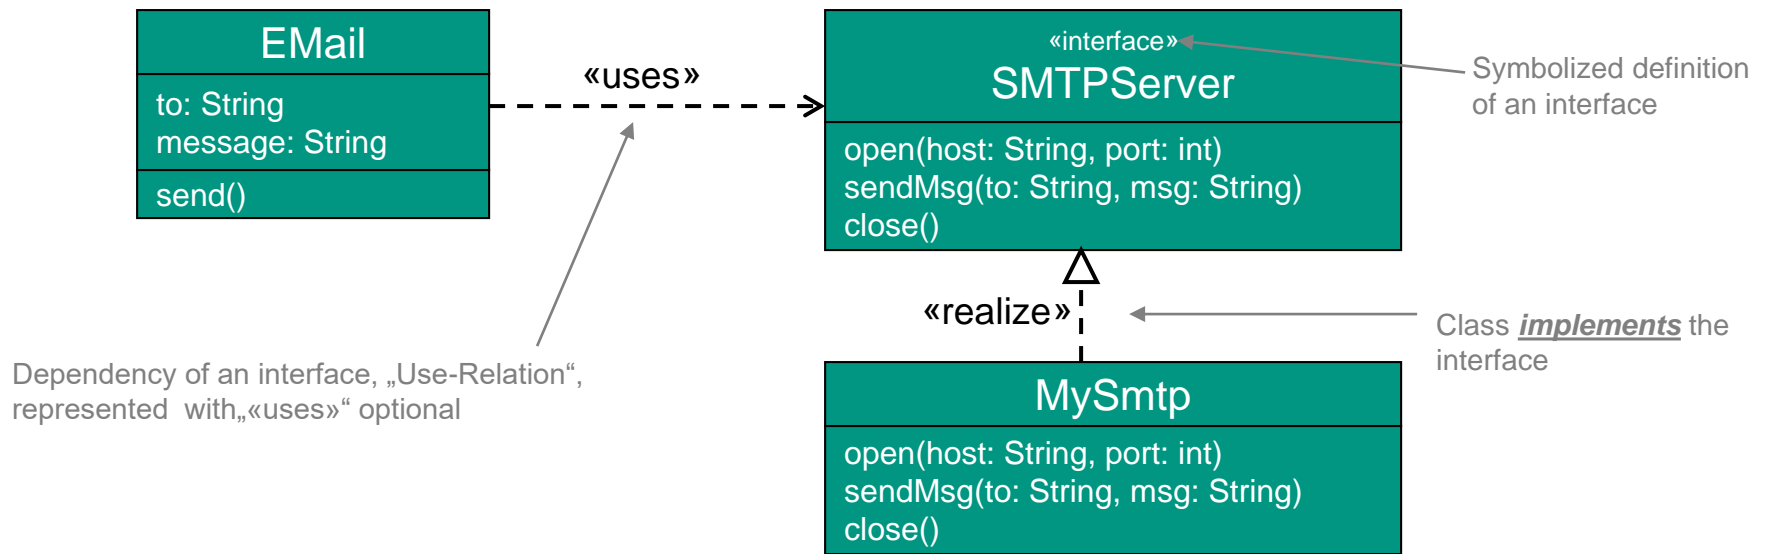 EMail
to: String
message: String
send()
«uses»
«interface»
SMTPServer
open(host: String, port: int)
sendMsg(to: String, msg: String)
close()
Symbolized definition
of an interface
«realize»
Class implements the
interface
Dependency of an interface, „Use-Relation“,
represented  with„«uses»“ optional
MySmtp
open(host: String, port: int)
sendMsg(to: String, msg: String)
close()